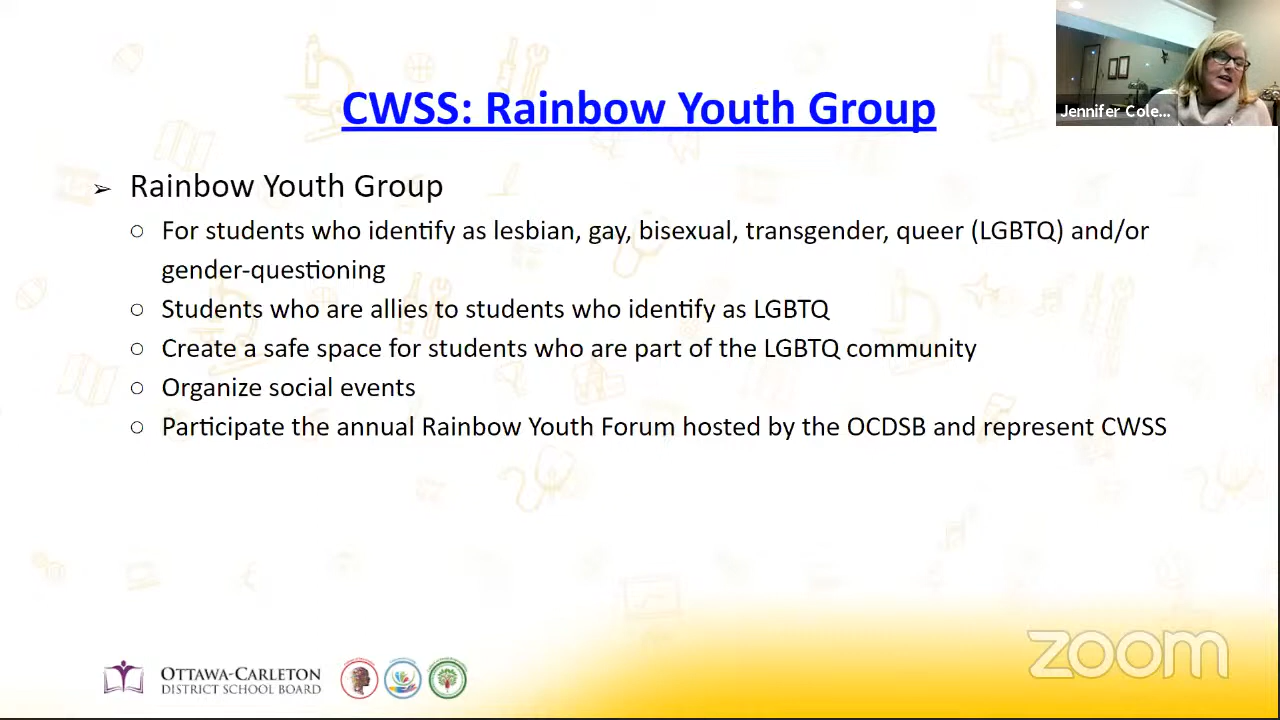 CWSS: Rainbow Youth Group
Jennifer Cole...
➢ Rainbow Youth Group
○ For students who identify as lesbian, gay, bisexual, transgender, queer (LGBTQ) and/or
gender-questioning
○ Students who are allies to students who identify as LGBTQ
○ Create a safe space for students who are part of the LGBTQ community
○ Organize social events
○ Participate the annual Rainbow Youth Forum hosted by the OCDSB and represent CWSS
OTTAWA-CARLETON
DISTRICT SCHOOL BOARD
zoom